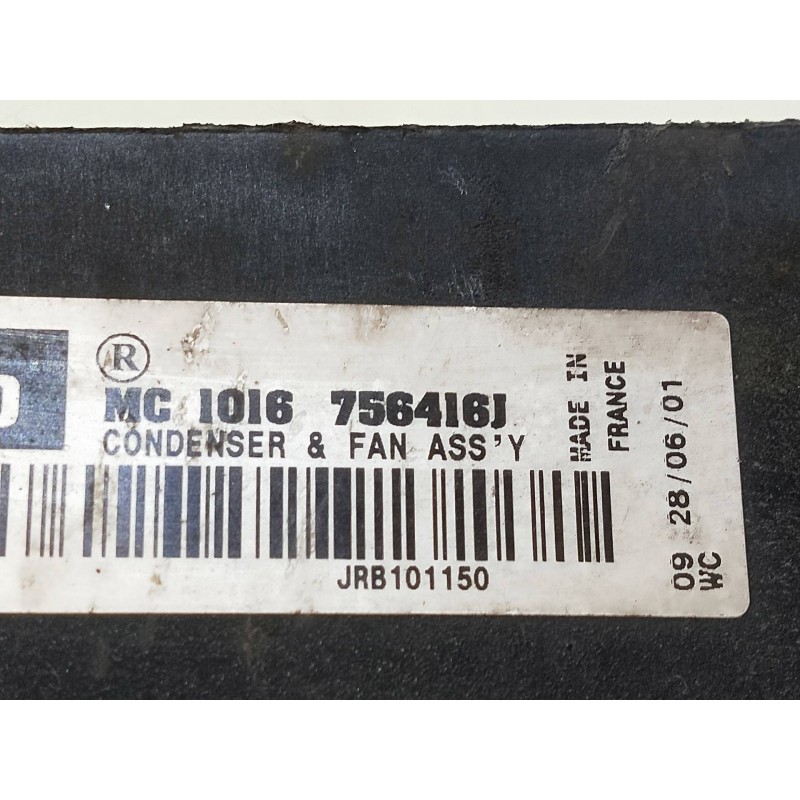 ®
MC 1016 756416J
CONDENSER & FAN ASS'Y
MADE IN
FRANCE
JRB101150
09 28/06/01
WC